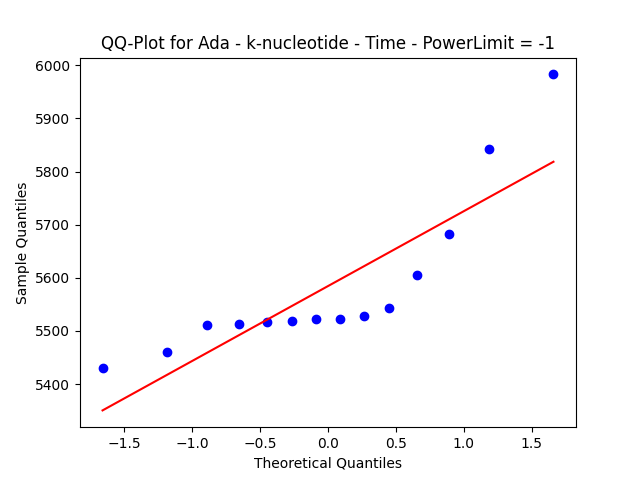 QQ-Plot for Ada - k-nucleotide - Time - PowerLimit = -1
6000
5900
5800
5700
5600
5500
5400
Sample Quantiles
−1.5 −1.0 −0.5 0.0 0.5 1.0 1.5
Theoretical Quantiles